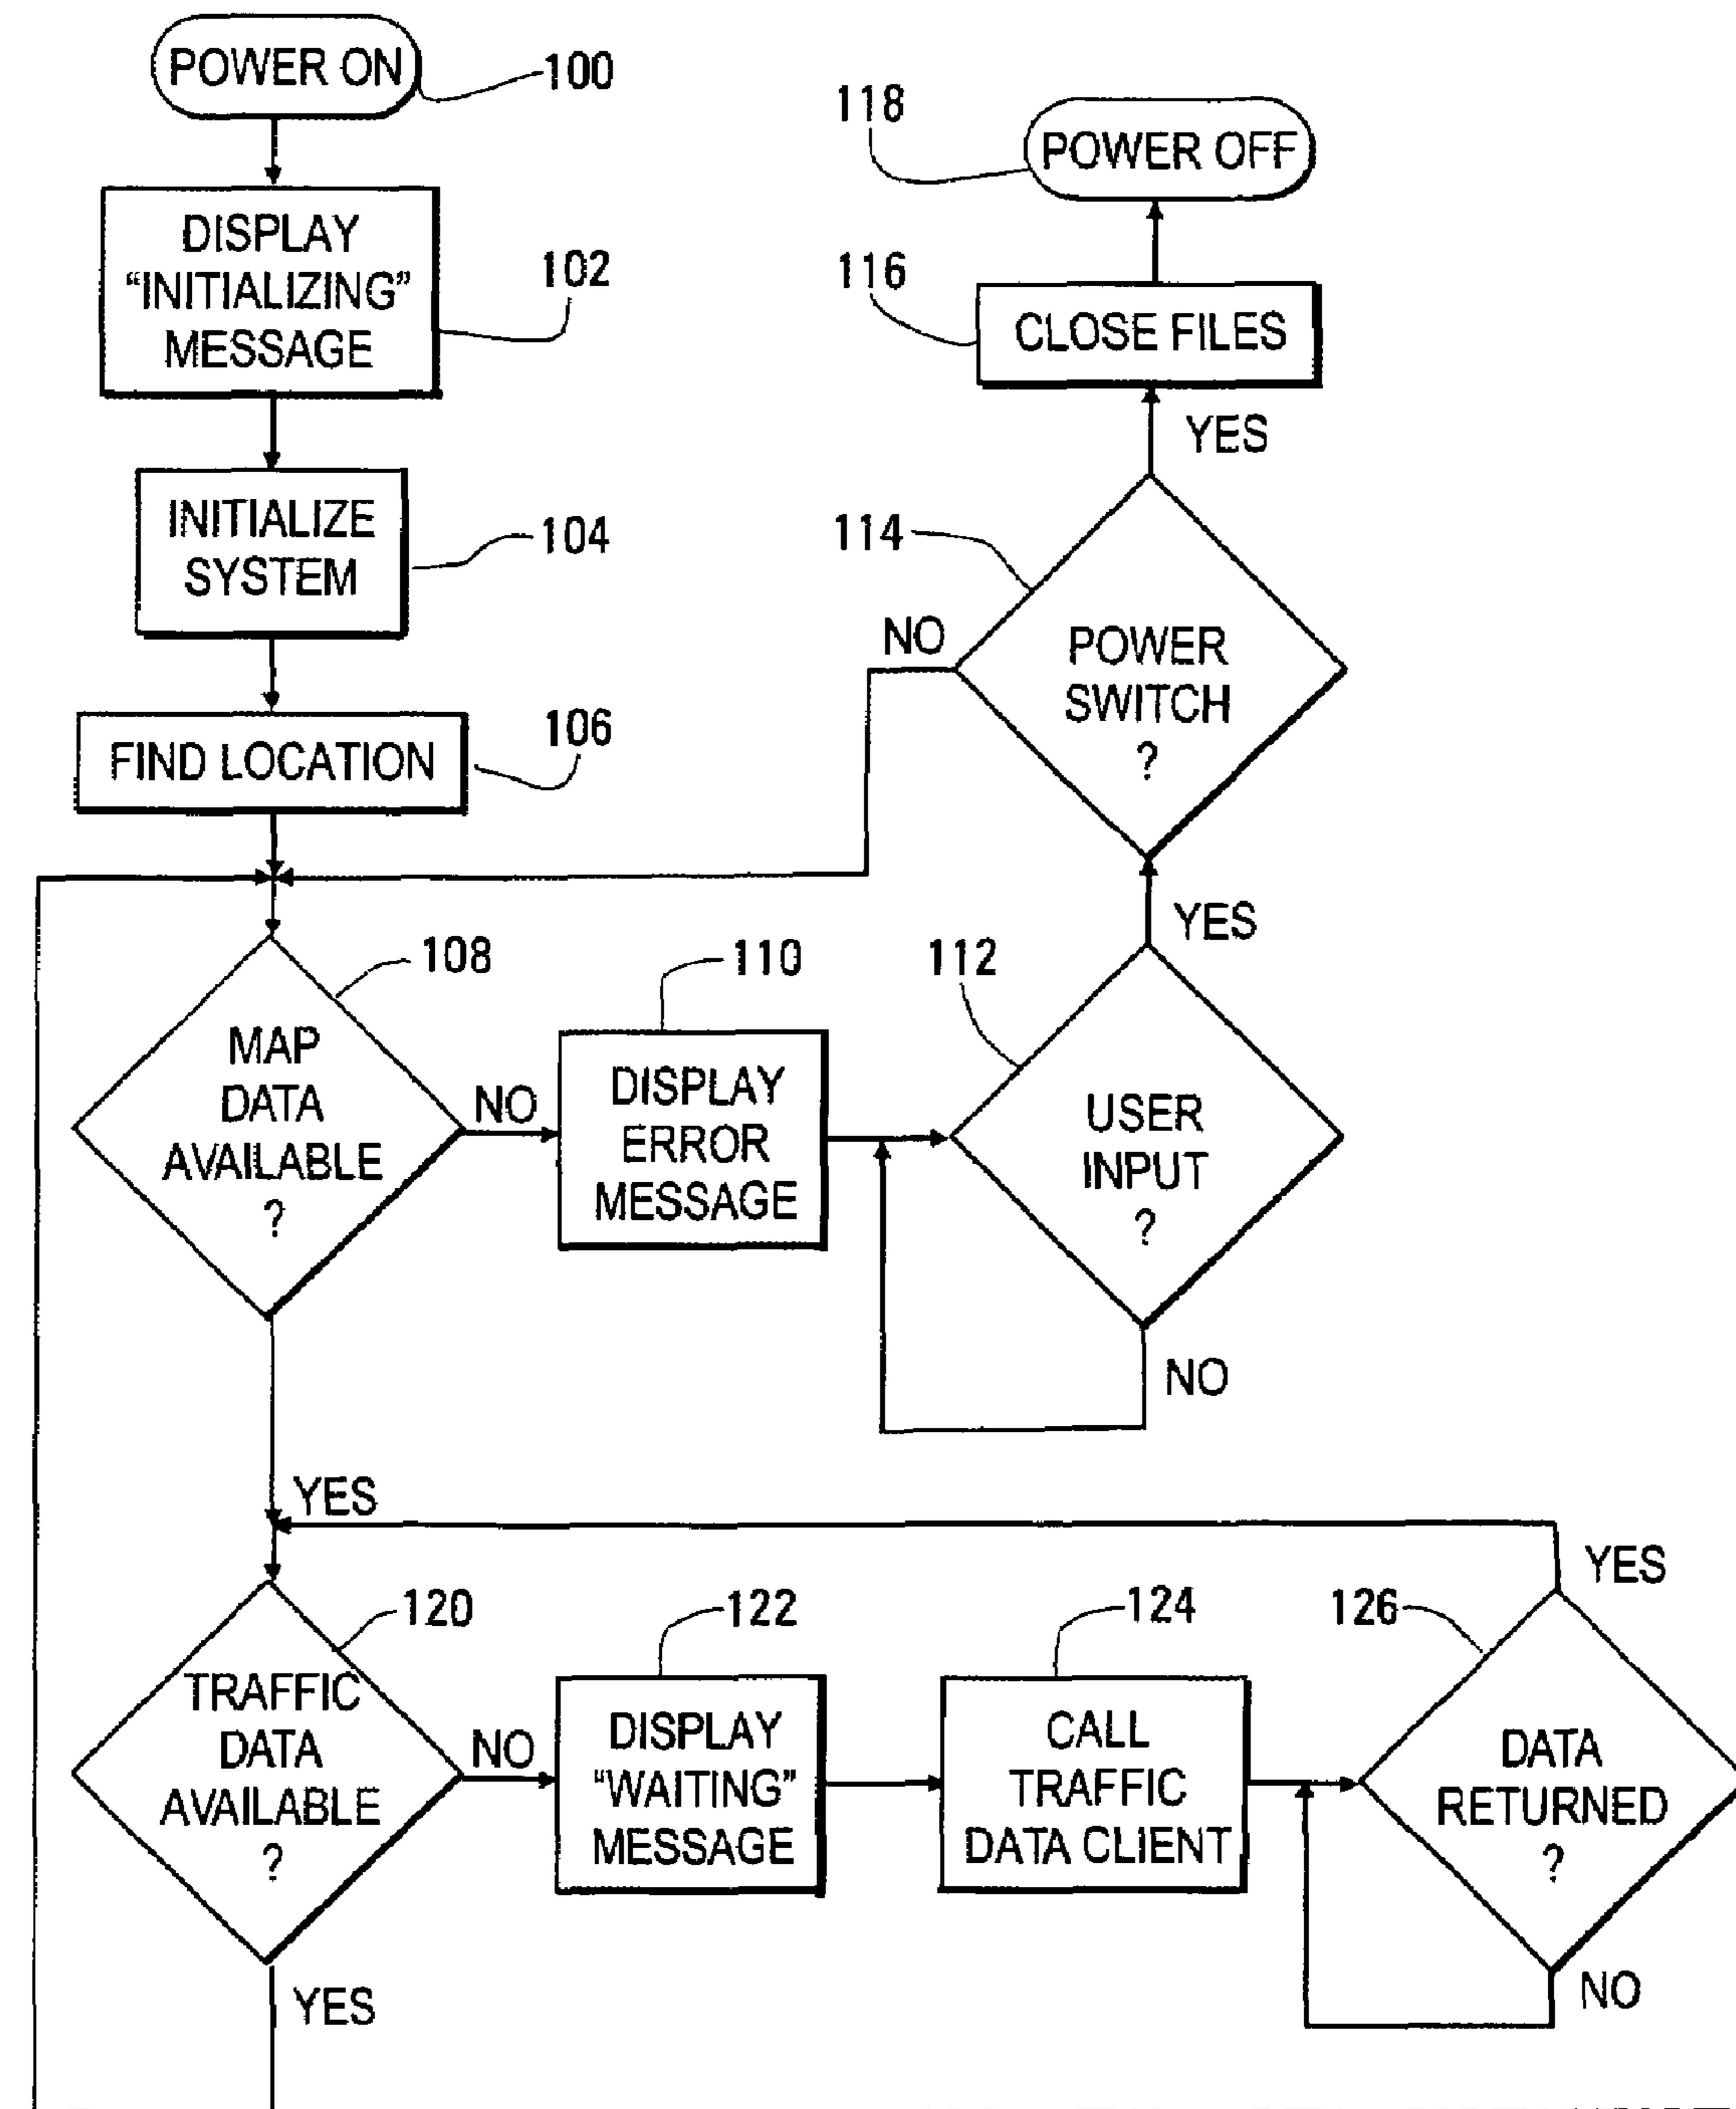 POWER ON
100
DISPLAY
“INITIALIZING”
MESSAGE
102
INITIALIZE
SYSTEM
104
FIND LOCATION
106
118
POWER OFF
116
CLOSE FILES
YES
114
NO
POWER
SWITCH
?
YES
108
MAP
DATA
AVAILABLE
?
NO
110
DISPLAY
ERROR
MESSAGE
112
USER
INPUT
?
NO
YES
YES
120
TRAFFIC
DATA
AVAILABLE
?
NO
122
DISPLAY
“WAITING”
MESSAGE
124
CALL
TRAFFIC
DATA CLIENT
126
DATA
RETURNED
?
NO
YES